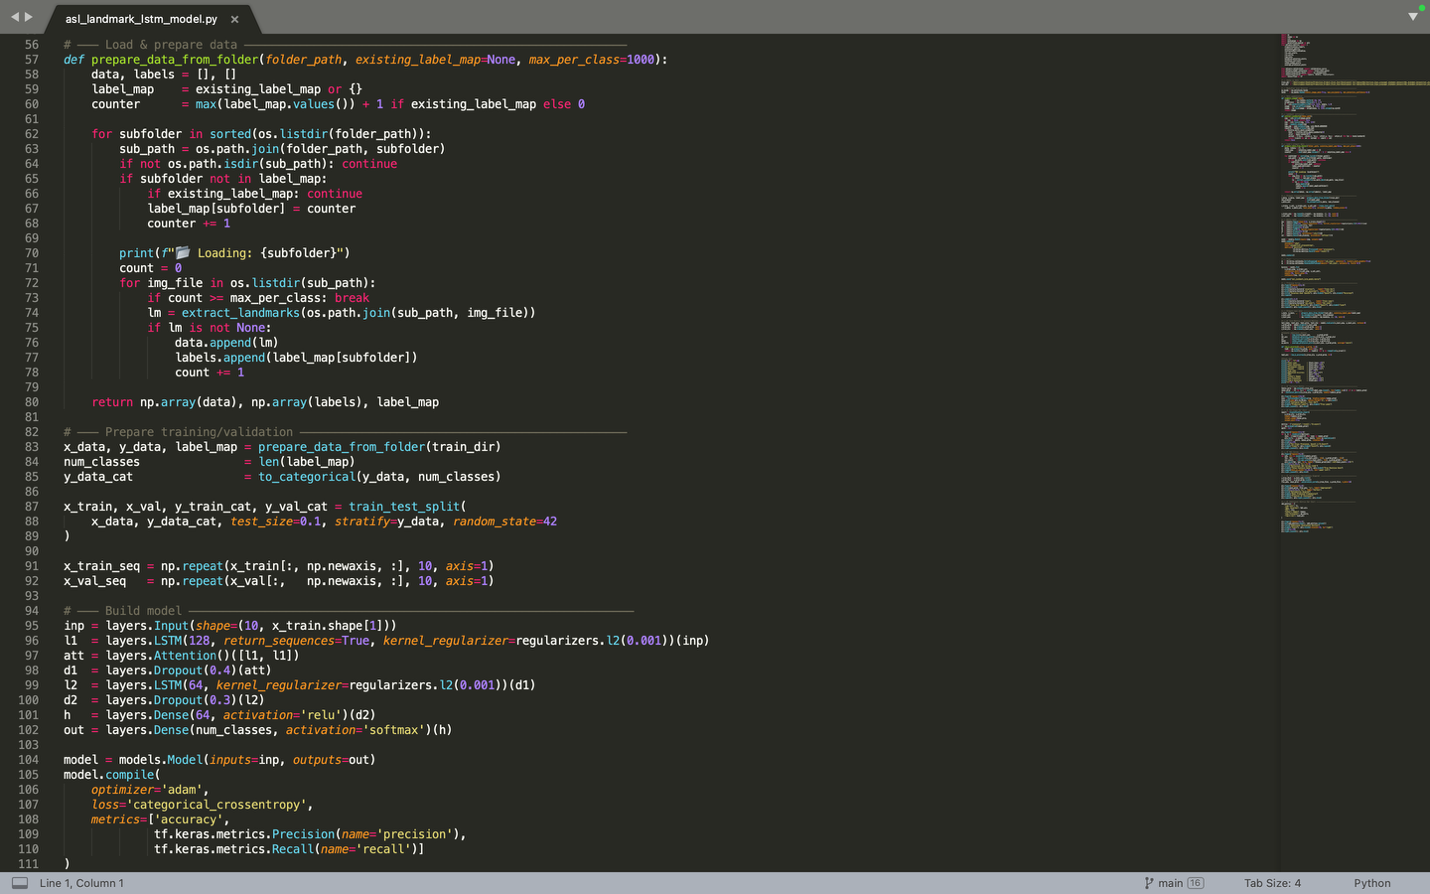 asl_landmark_lstm_model.py ×
56 # —— Load & prepare data ————————————————————————————
57 def prepare_data_from_folder(folder_path, existing_label_map=None, max_per_class=1000):
58     data, labels = [], []
59     label_map    = existing_label_map or {}
60     counter      = max(label_map.values()) + 1 if existing_label_map else 0
61
62     for subfolder in sorted(os.listdir(folder_path)):
63         sub_path = os.path.join(folder_path, subfolder)
64         if not os.path.isdir(sub_path): continue
65         if subfolder not in label_map:
66             if existing_label_map: continue
67             label_map[subfolder] = counter
68             counter += 1
69
70         print(f"📂 Loading: {subfolder}")
71         count = 0
72         for img_file in os.listdir(sub_path):
73             if count >= max_per_class: break
74             lm = extract_landmarks(os.path.join(sub_path, img_file))
75             if lm is not None:
76                 data.append(lm)
77                 labels.append(label_map[subfolder])
78                 count += 1
79
80     return np.array(data), np.array(labels), label_map
81
82 # —— Prepare training/validation ————————————————————————
83 x_data, y_data, label_map = prepare_data_from_folder(train_dir)
84 num_classes               = len(label_map)
85 y_data_cat                = to_categorical(y_data, num_classes)
86
87 x_train, x_val, y_train_cat, y_val_cat = train_test_split(
88     x_data, y_data_cat, test_size=0.1, stratify=y_data, random_state=42
89 )
90
91 x_train_seq = np.repeat(x_train[:, np.newaxis, :], 10, axis=1)
92 x_val_seq   = np.repeat(x_val[:,   np.newaxis, :], 10, axis=1)
93
94 # —— Build model ————————————————————————————————
95 inp = layers.Input(shape=(10, x_train.shape[1]))
96 l1  = layers.LSTM(128, return_sequences=True, kernel_regularizer=regularizers.l2(0.001))(inp)
97 att = layers.Attention()([l1, l1])
98 d1  = layers.Dropout(0.4)(att)
99 l2  = layers.LSTM(64, kernel_regularizer=regularizers.l2(0.001))(d1)
100 d2  = layers.Dropout(0.3)(l2)
101 h   = layers.Dense(64, activation='relu')(d2)
102 out = layers.Dense(num_classes, activation='softmax')(h)
103
104 model = models.Model(inputs=inp, outputs=out)
105 model.compile(
106     optimizer='adam',
107     loss='categorical_crossentropy',
108     metrics=['accuracy',
109              tf.keras.metrics.Precision(name='precision'),
110              tf.keras.metrics.Recall(name='recall')]
111 )
Line 1, Column 1 main 16 Tab Size: 4 Python